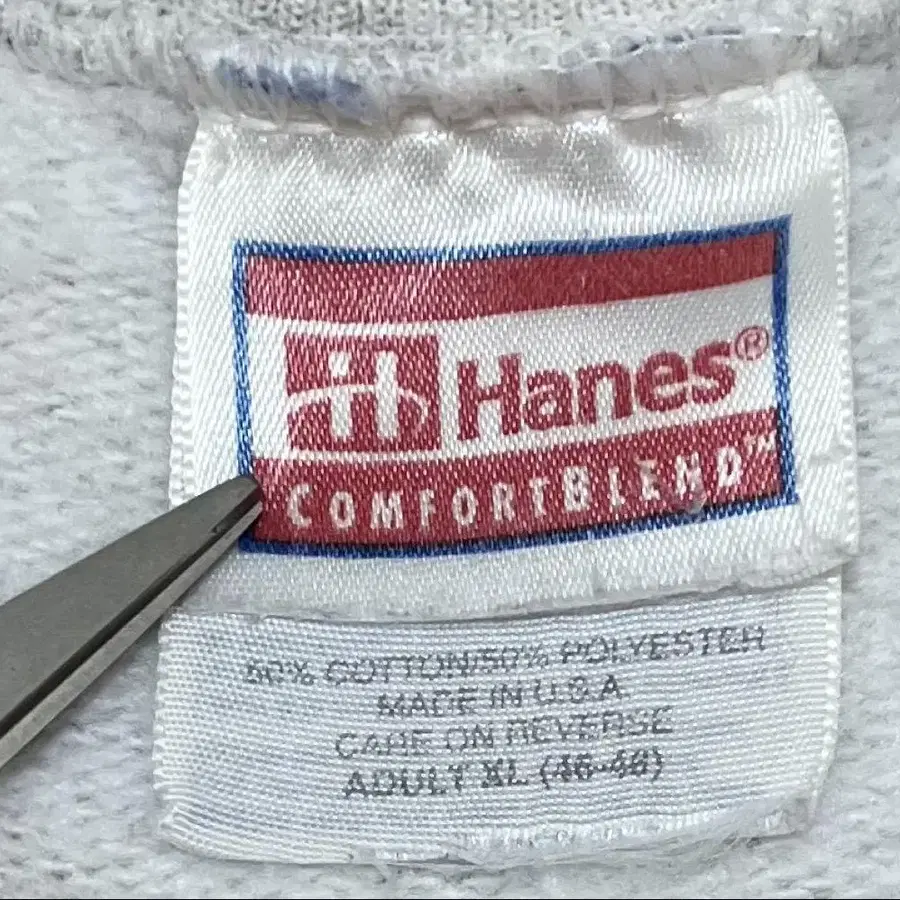 H Hanes®
COMFORTBLEND™
50% COTTON/50% POLYESTER
MADE IN U.S.A.
CARE ON REVERSE
ADULT XL (46-48)